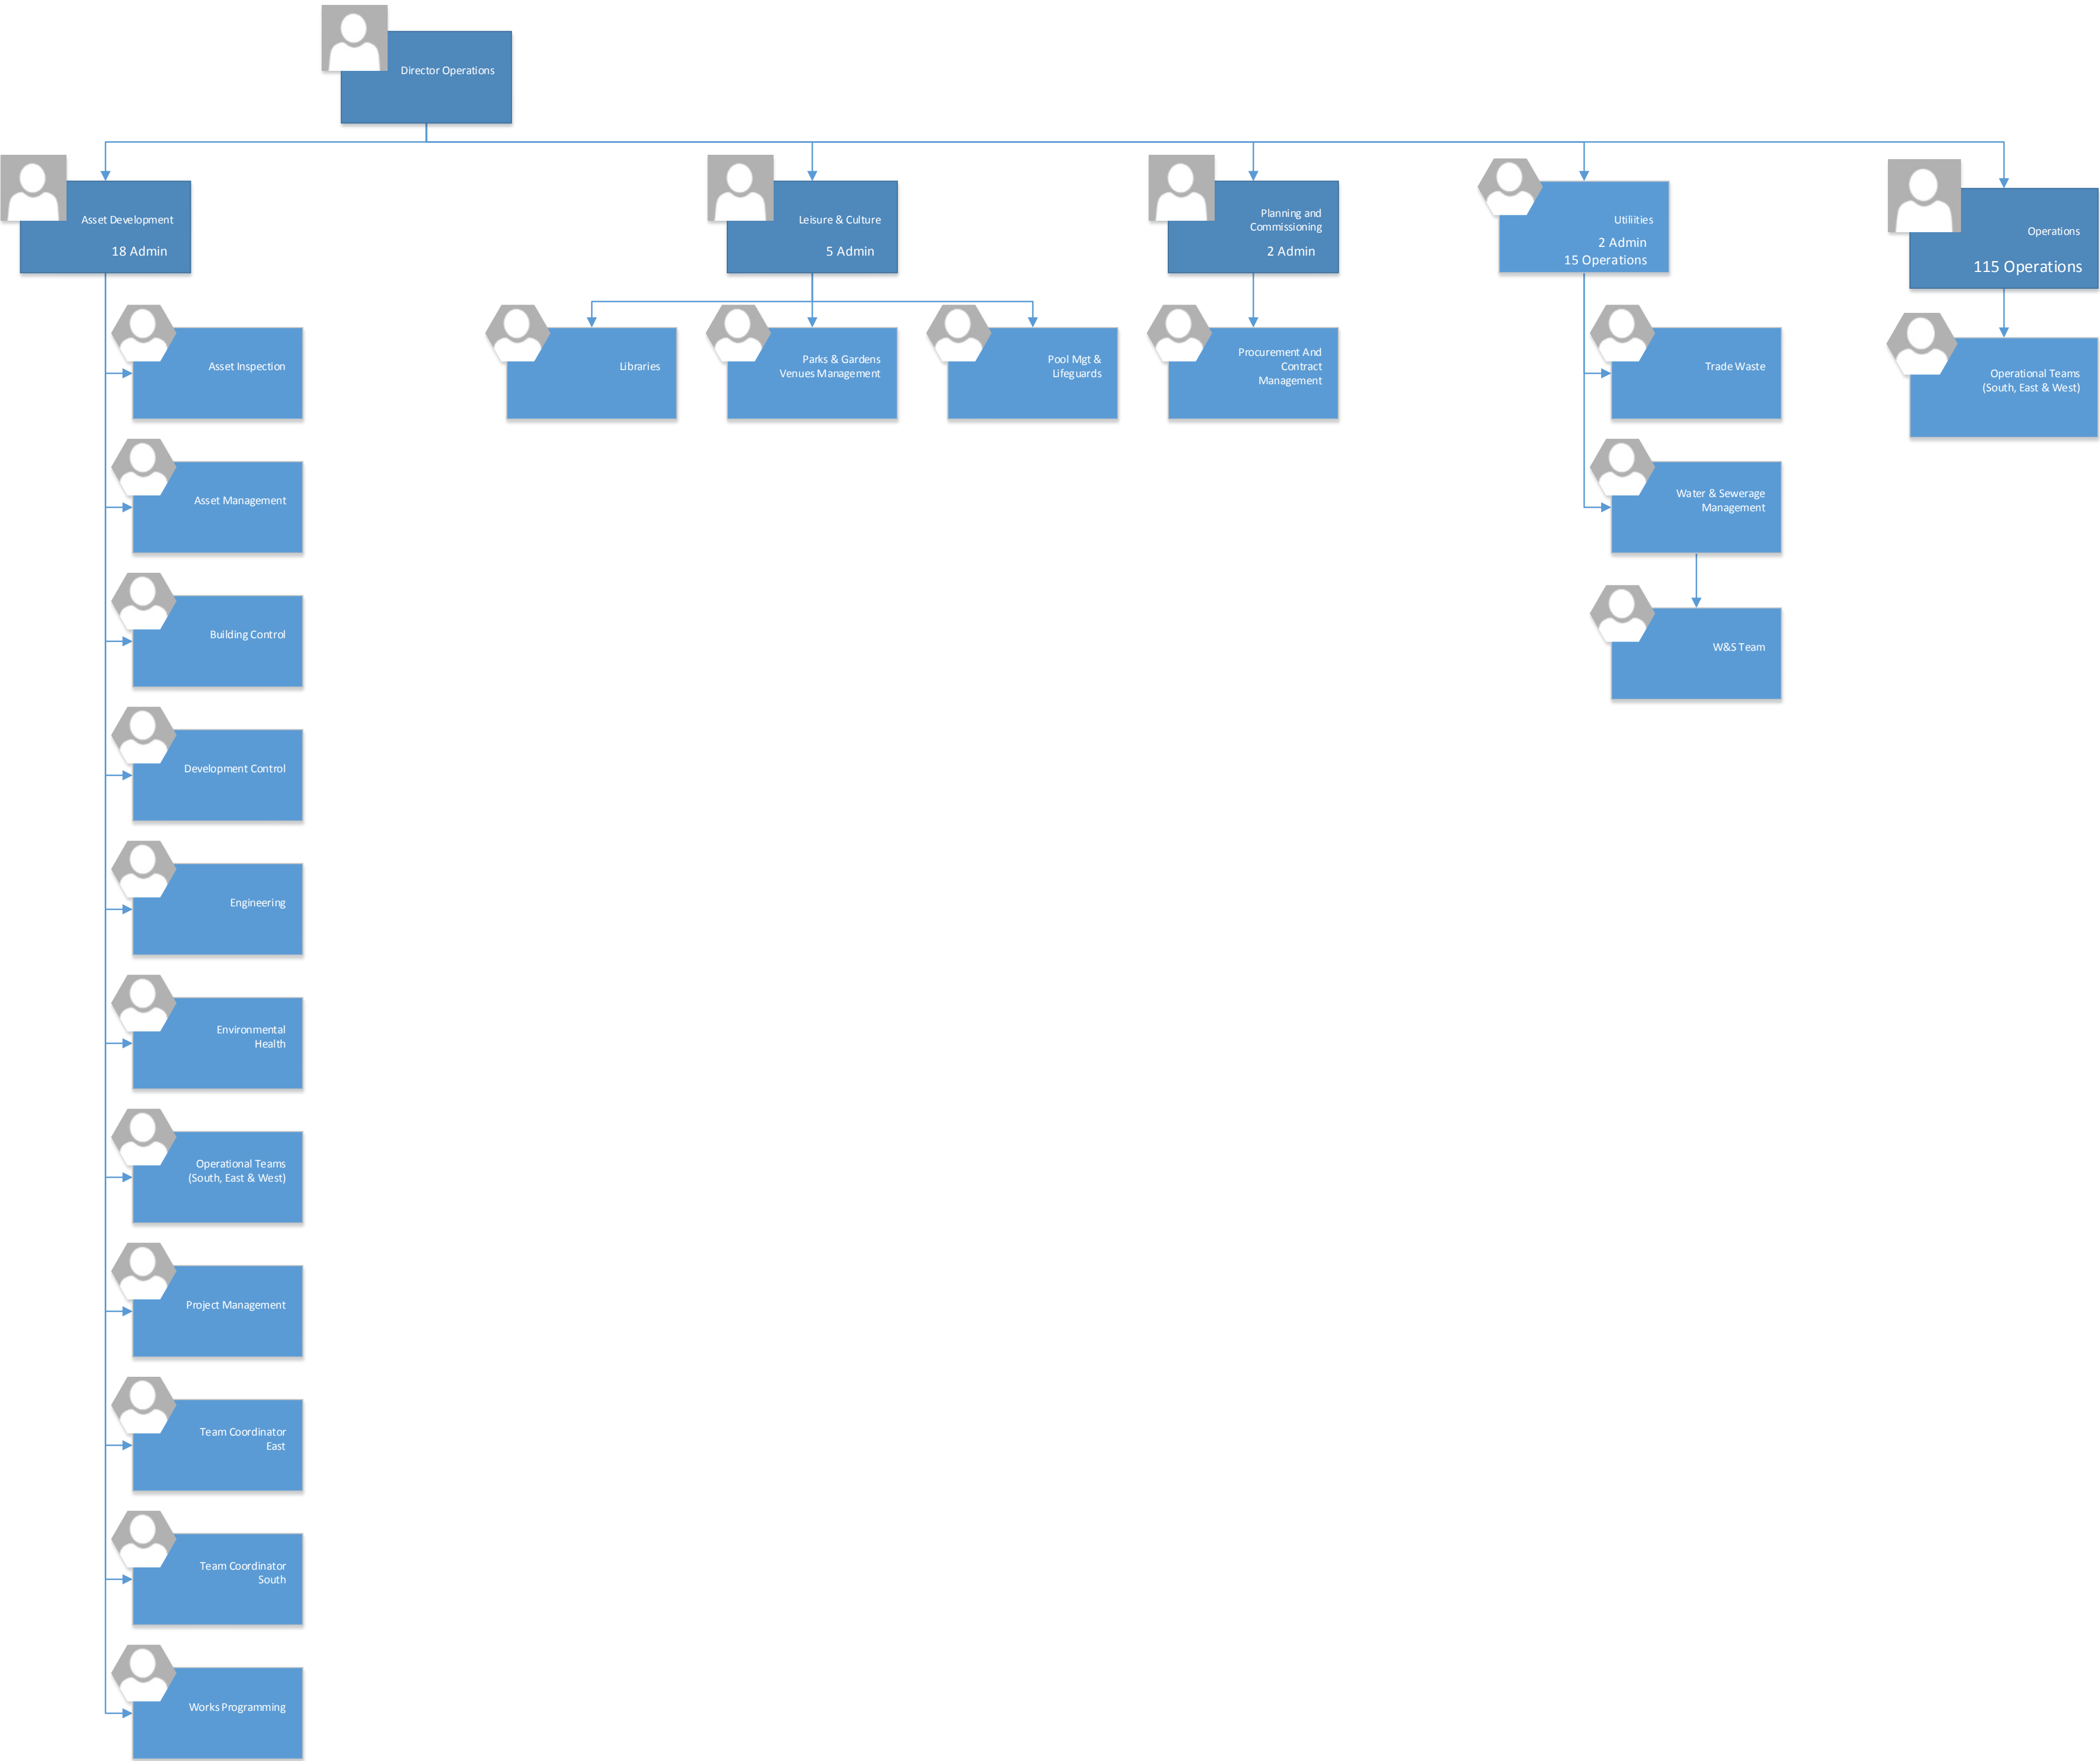 Director Operations
Asset Development
18 Admin
Leisure & Culture
5 Admin
Planning and
Commissioning
2 Admin
Utiliities
2 Admin
15 Operations
Operations
115 Operations
Asset Inspection
Asset Management
Building Control
Development Control
Engineering
Environmental
Health
Operational Teams
(South, East & West)
Project Management
Team Coordinator
East
Team Coordinator
South
Works Programming
Libraries
Parks & Gardens
Venues Management
Pool Mgt &
Lifeguards
Procurement And
Contract
Management
Trade Waste
Water & Sewerage
Management
W&S Team
Operational Teams
(South, East & West)